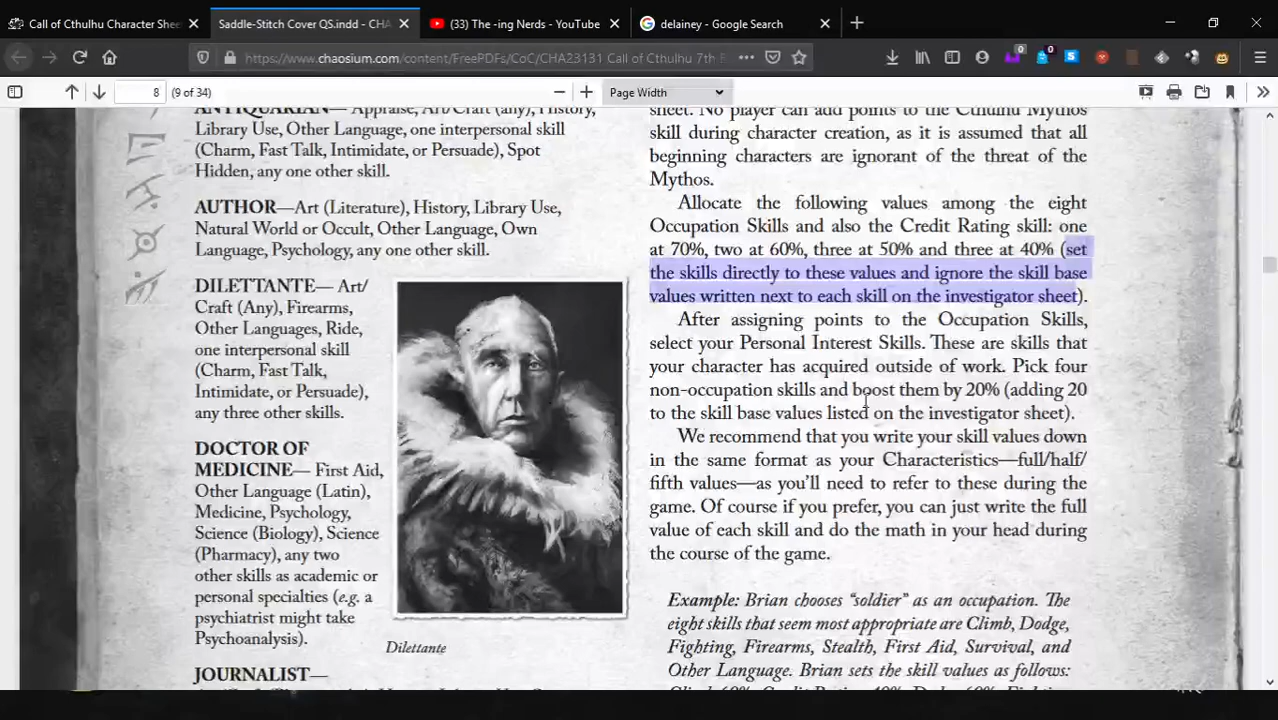 Call of Cthulhu Character Shee
Saddle-Stitch Cover QS.indd - CHA
(33) The -ing Nerds - YouTube
delainey - Google Search
https://www.chaosium.com/content/FreePDFs/CoC/CHA23131 Call of Cthulhu 7th
8
(9 of 34)
Page Width
ANTIQUARIAN— Appraise, Art/Craft (any), History,
Library Use, Other Language, one interpersonal skill
(Charm, Fast Talk, Intimidate, or Persuade), Spot
Hidden, any one other skill.
AUTHOR—Art (Literature), History, Library Use,
Natural World or Occult, Other Language, Own
Language, Psychology, any one other skill.
DILETTANTE— Art/
Craft (Any), Firearms,
Other Languages, Ride,
one interpersonal skill
(Charm, Fast Talk,
Intimidate, or Persuade),
any three other skills.
DOCTOR OF
MEDICINE— First Aid,
Other Language (Latin),
Medicine, Psychology,
Science (Biology), Science
(Pharmacy), any two
other skills as academic or
personal specialties (e.g. a
psychiatrist might take
Psychoanalysis).
Dilettante
JOURNALIST—
sheet. No player can add points to the Cthulhu Mythos
skill during character creation, as it is assumed that all
beginning characters are ignorant of the threat of the
Mythos.
Allocate the following values among the eight
Occupation Skills and also the Credit Rating skill: one
at 70%, two at 60%, three at 50% and three at 40% (set
the skills directly to these values and ignore the skill base
values written next to each skill on the investigator sheet).
After assigning points to the Occupation Skills,
select your Personal Interest Skills. These are skills that
your character has acquired outside of work. Pick four
non-occupation skills and boost them by 20% (adding 20
to the skill base values listed on the investigator sheet).
We recommend that you write your skill values down
in the same format as your Characteristics—full/half/
fifth values—as you'll need to refer to these during the
game. Of course if you prefer, you can just write the full
value of each skill and do the math in your head during
the course of the game.
Example: Brian chooses “soldier” as an occupation. The
eight skills that seem most appropriate are Climb, Dodge,
Fighting, Firearms, Stealth, First Aid, Survival, and
Other Language. Brian sets the skill values as follows: